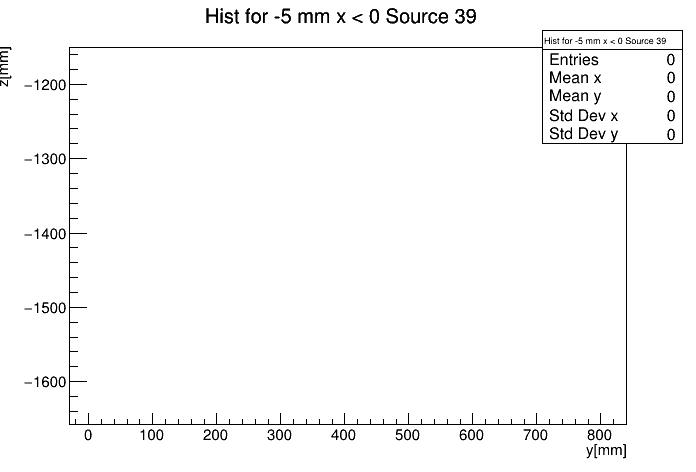 Hist for -5 mm x < 0 Source 39
z[mm]
Hist for -5 mm x < 0 Source 39
Entries 0
Mean x 0
Mean y 0
Std Dev x 0
Std Dev y 0
−1200
−1300
−1400
−1500
−1600
0 100 200 300 400 500 600 700 800
y[mm]